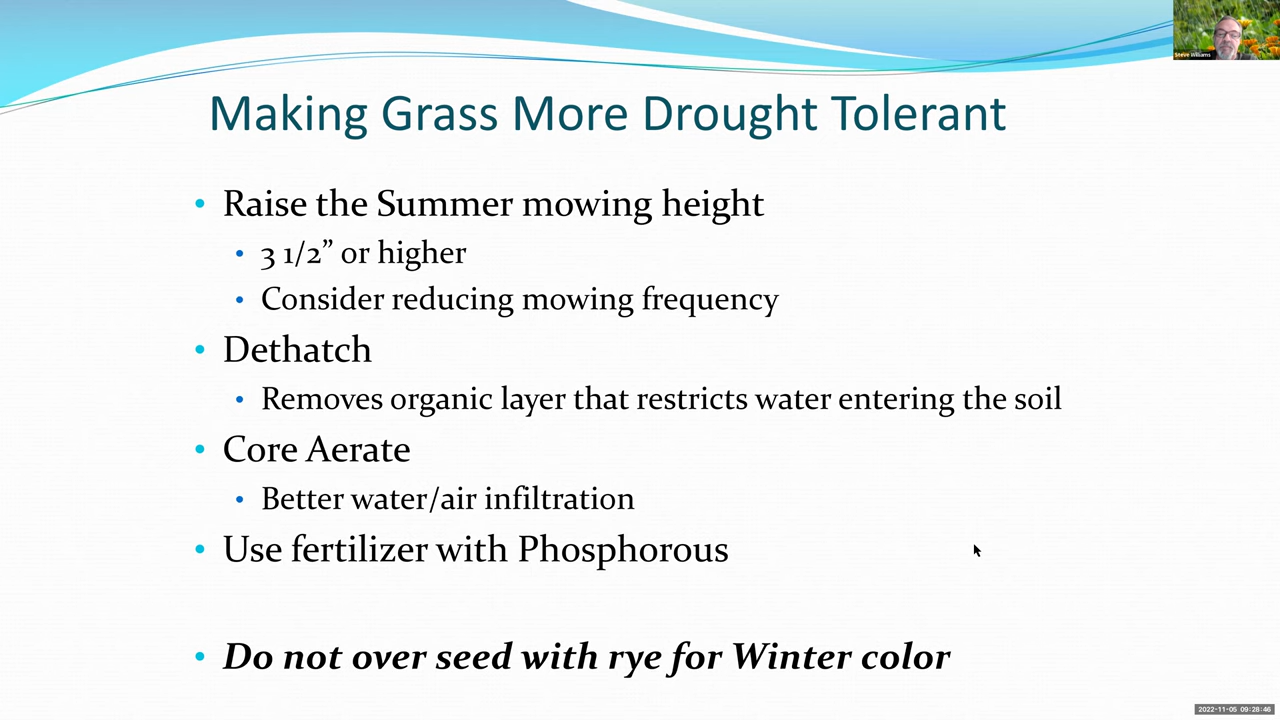 Steve Williams
Making Grass More Drought Tolerant
• Raise the Summer mowing height
• 3 1/2” or higher
• Consider reducing mowing frequency
• Dethatch
• Removes organic layer that restricts water entering the soil
• Core Aerate
• Better water/air infiltration
• Use fertilizer with Phosphorous
• Do not over seed with rye for Winter color
2022-11-05 09:28:46